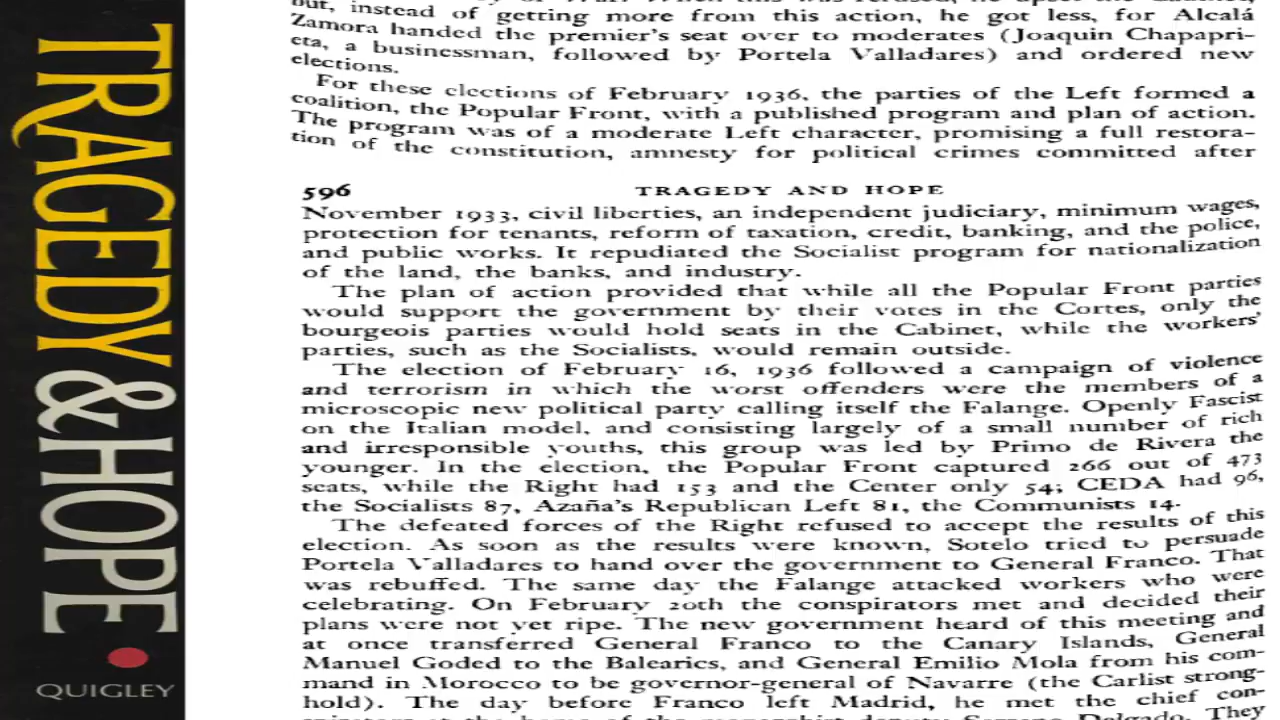 TRAGEDY & HOPE
QUIGLEY
but, instead of getting more from this action, he got less, for Alcalá
Zamora handed the premier's seat over to moderates (Joaquin Chapapri-
eta, a businessman, followed by Portela Valladares) and ordered new
elections.
For these elections of February 1936, the parties of the Left formed a
coalition, the Popular Front, with a published program and plan of action.
The program was of a moderate Left character, promising a full restora-
tion of the constitution, amnesty for political crimes committed after
596 TRAGEDY AND HOPE
November 1933, civil liberties, an independent judiciary, minimum wages,
protection for tenants, reform of taxation, credit, banking, and the police,
and public works. It repudiated the Socialist program for nationalization
of the land, the banks, and industry.
The plan of action provided that while all the Popular Front parties
would support the government by their votes in the Cortes, only the
bourgeois parties would hold seats in the Cabinet, while the workers'
parties, such as the Socialists, would remain outside.
The election of February 16, 1936 followed a campaign of violence
and terrorism in which the worst offenders were the members of a
microscopic new political party calling itself the Falange. Openly Fascist
on the Italian model, and consisting largely of a small number of rich
and irresponsible youths, this group was led by Primo de Rivera the
younger. In the election, the Popular Front captured 266 out of 473
seats, while the Right had 153 and the Center only 54; CEDA had 96,
the Socialists 87, Azaña's Republican Left 81, the Communists 14.
The defeated forces of the Right refused to accept the results of this
election. As soon as the results were known, Sotelo tried to persuade
Portela Valladares to hand over the government to General Franco. That
was rebuffed. The same day the Falange attacked workers who were
celebrating. On February 20th the conspirators met and decided their
plans were not yet ripe. The new government heard of this meeting and
at once transferred General Franco to the Canary Islands, General
Manuel Goded to the Balearics, and General Emilio Mola from his com-
mand in Morocco to be governor-general of Navarre (the Carlist strong-
hold). The day before Franco left Madrid, he met the chief con-